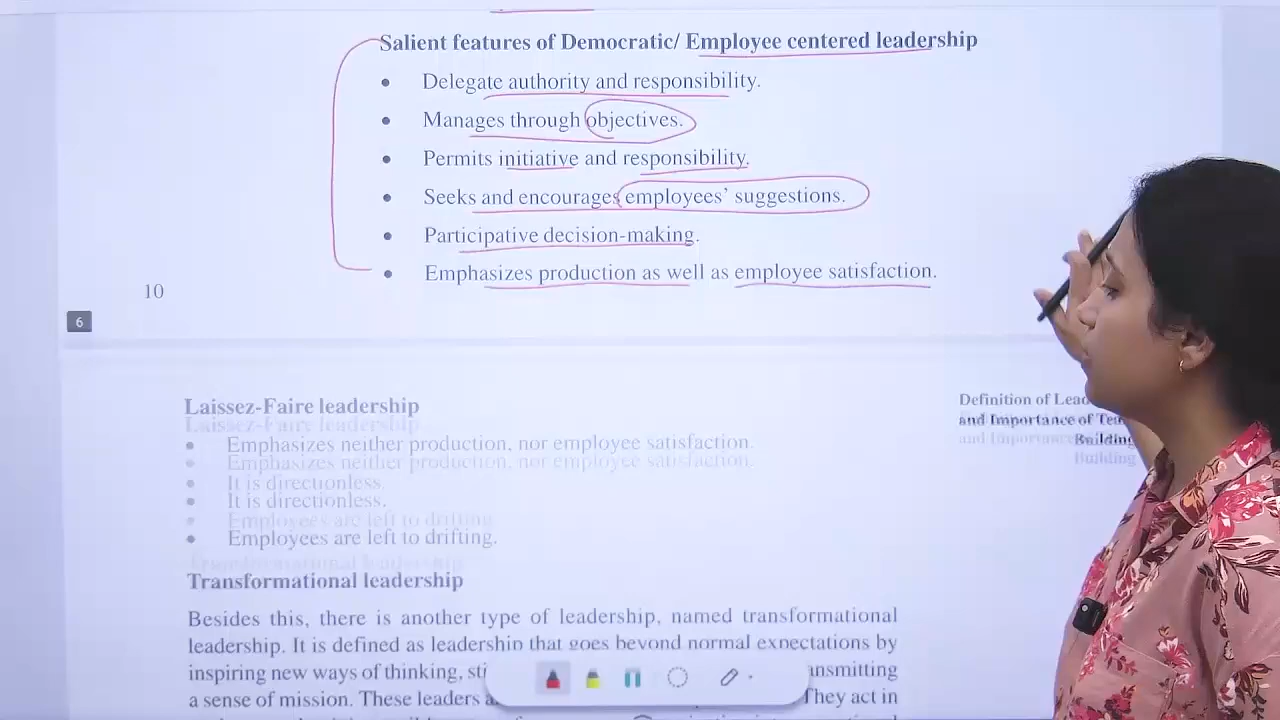 Salient features of Democratic/ Employee centered leadership
• Delegate authority and responsibility.
• Manages through objectives.
• Permits initiative and responsibility.
• Seeks and encourages employees' suggestions.
• Participative decision-making.
• Emphasizes production as well as employee satisfaction.
10
6
Laissez-Faire leadership
• Emphasizes neither production, nor employee satisfaction.
• It is directionless.
• Employees are left to drifting.
Definition of
and Importance of
Building
Transformational leadership
Besides this, there is another type of leadership, named transformational
leadership. It is defined as leadership that goes beyond normal expectations by
inspiring new ways of thinking,
a sense of mission. These leaders They act in